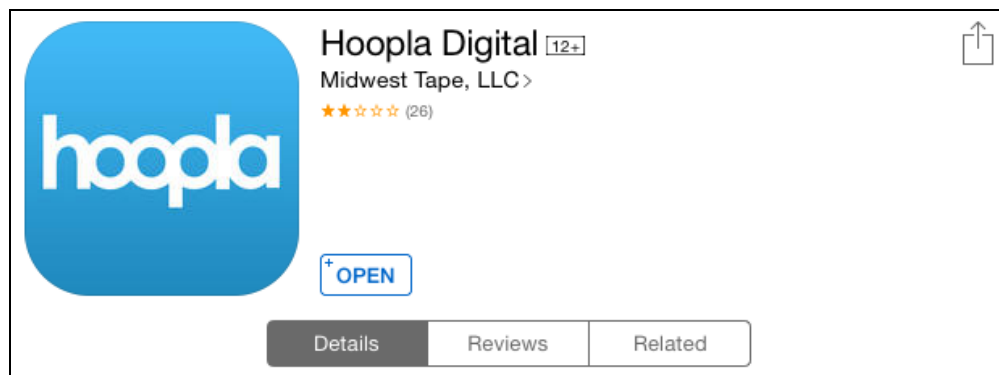 hoopla
Hoopla Digital 12+
Midwest Tape, LLC >
★★☆☆☆ (26)
+ OPEN
Details Reviews Related